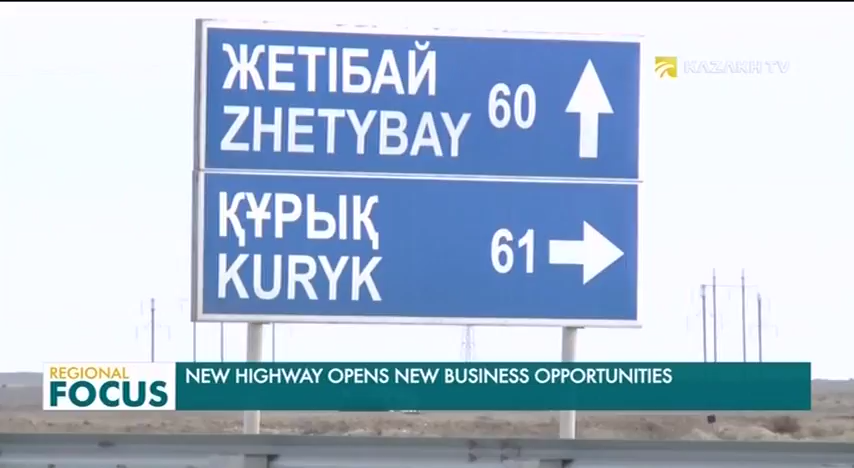 ЖЕТІБАЙ
ZHETYBAY
60
KAZAKH TV
ҚҰРЫҚ
KURYK
61
REGIONAL
FOCUS
NEW HIGHWAY OPENS NEW BUSINESS OPPORTUNITIES